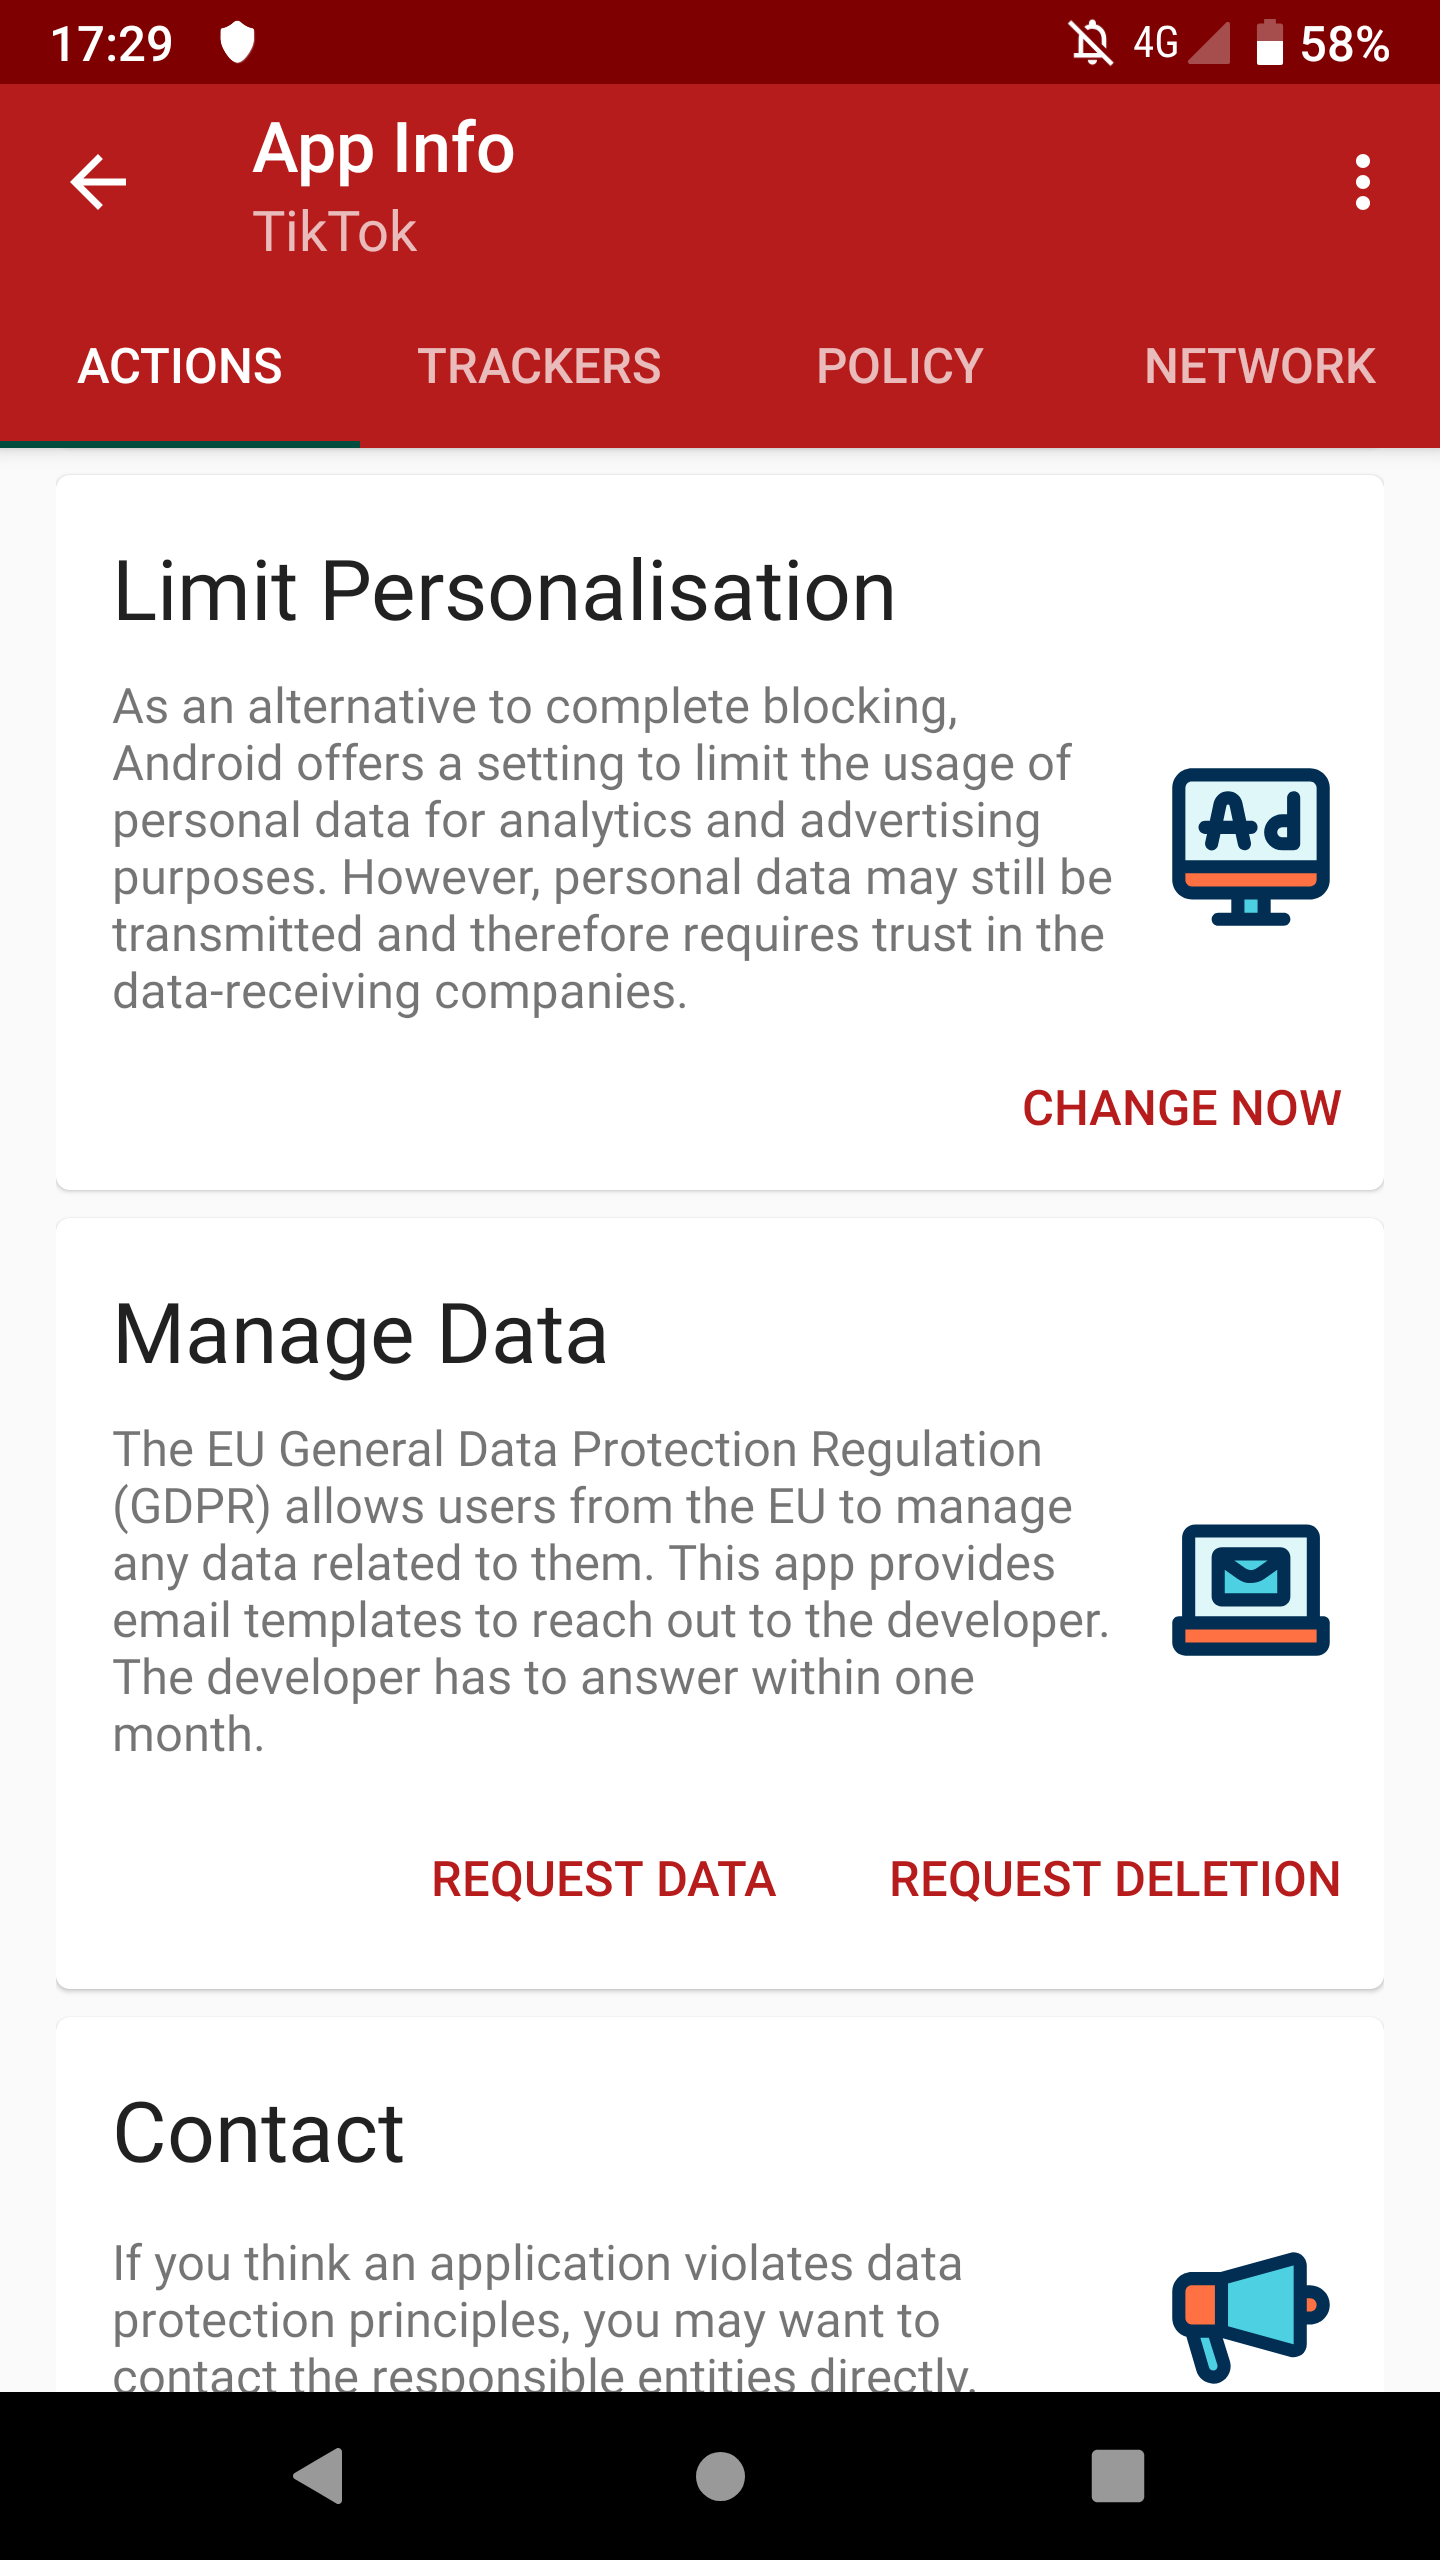 17:29
4G
58%
App Info
TikTok
ACTIONS TRACKERS POLICY NETWORK
Limit Personalisation
As an alternative to complete blocking,
Android offers a setting to limit the usage of
personal data for analytics and advertising
purposes. However, personal data may still be
transmitted and therefore requires trust in the
data-receiving companies.
Ad
CHANGE NOW
Manage Data
The EU General Data Protection Regulation
(GDPR) allows users from the EU to manage
any data related to them. This app provides
email templates to reach out to the developer.
The developer has to answer within one
month.
REQUEST DATA REQUEST DELETION
Contact
If you think an application violates data
protection principles, you may want to
contact the responsible entities directly.